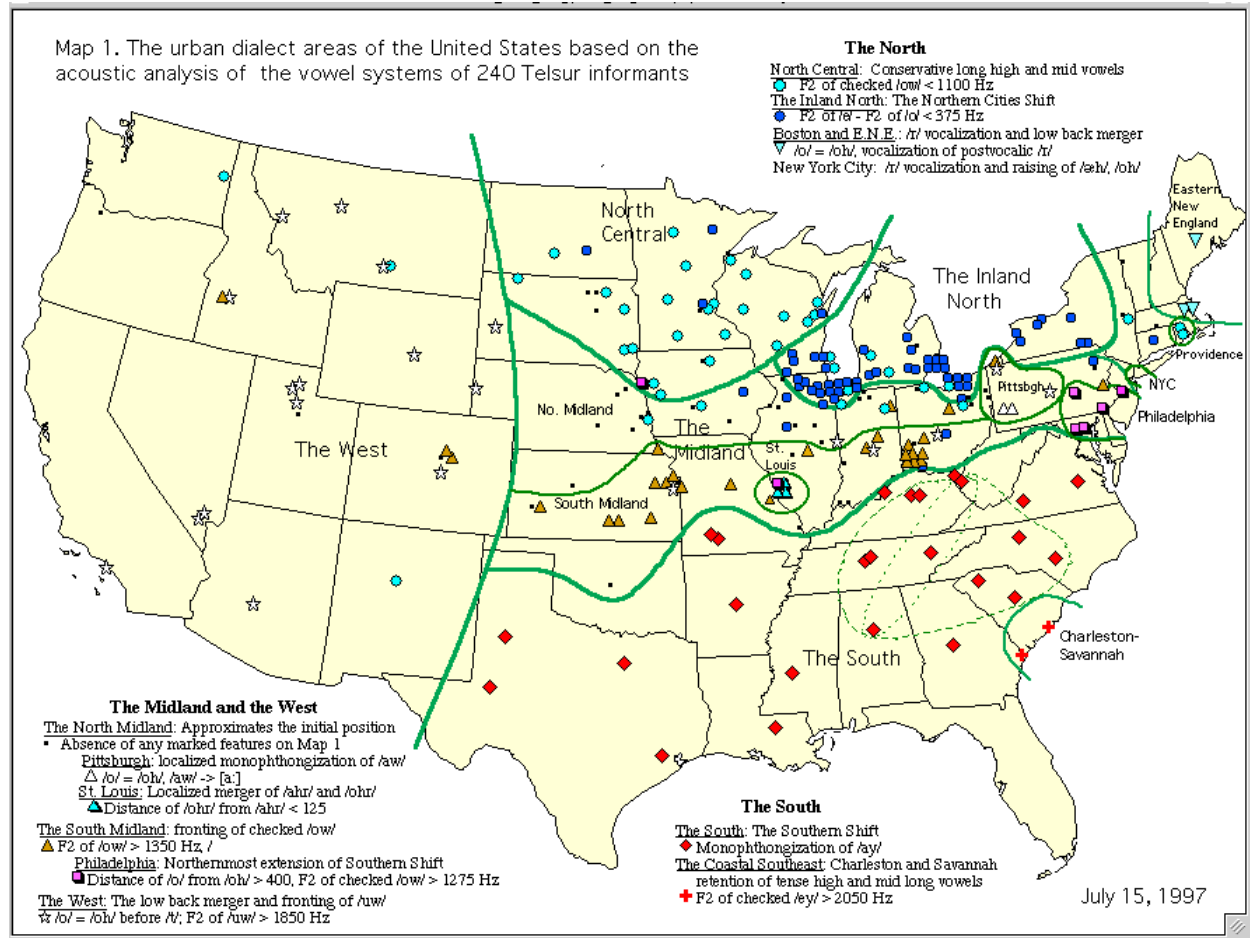 Map 1. The urban dialect areas of the United States based on the
acoustic analysis of the vowel systems of 240 Telsur informants
The North
North Central: Conservative long high and mid vowels
F2 of checked /ow/ < 1100 Hz
The Inland North: The Northern Cities Shift
F2 of /e/ - F2 of /o/ < 375 Hz
Boston and E.N.E.: /r/ vocalization and low back merger
/o/ = /oh/, vocalization of postvocalic /r/
New York City: /r/ vocalization and raising of /æh/, /oh/
Eastern
New
England
North
Central
The Inland
North
Providence
Pittsbgh
NYC
No. Midland
Philadelphia
The
Midland
The West
St.
Louis
South Midland
Charleston-
Savannah
The South
The Midland and the West
The North Midland: Approximates the initial position
Absence of any marked features on Map 1
Pittsburgh: localized monophthongization of /aw/
/o/ = /oh/, /aw/ -> [a:]
St. Louis: Localized merger of /ahr/ and /ohr/
Distance of /ohr/ from /ahr/ < 125
The South Midland: fronting of checked /ow/
F2 of /ow/ > 1350 Hz, /
Philadelphia: Northernmost extension of Southern Shift
Distance of /o/ from /oh/ > 400, F2 of checked /ow/ > 1275 Hz
The West: The low back merger and fronting of /uw/
/o/ = /oh/ before /t/; F2 of /uw/ > 1850 Hz
The South
The South: The Southern Shift
Monophthongization of /ay/
The Coastal Southeast: Charleston and Savannah
retention of tense high and mid long vowels
F2 of checked /ey/ > 2050 Hz
July 15, 1997